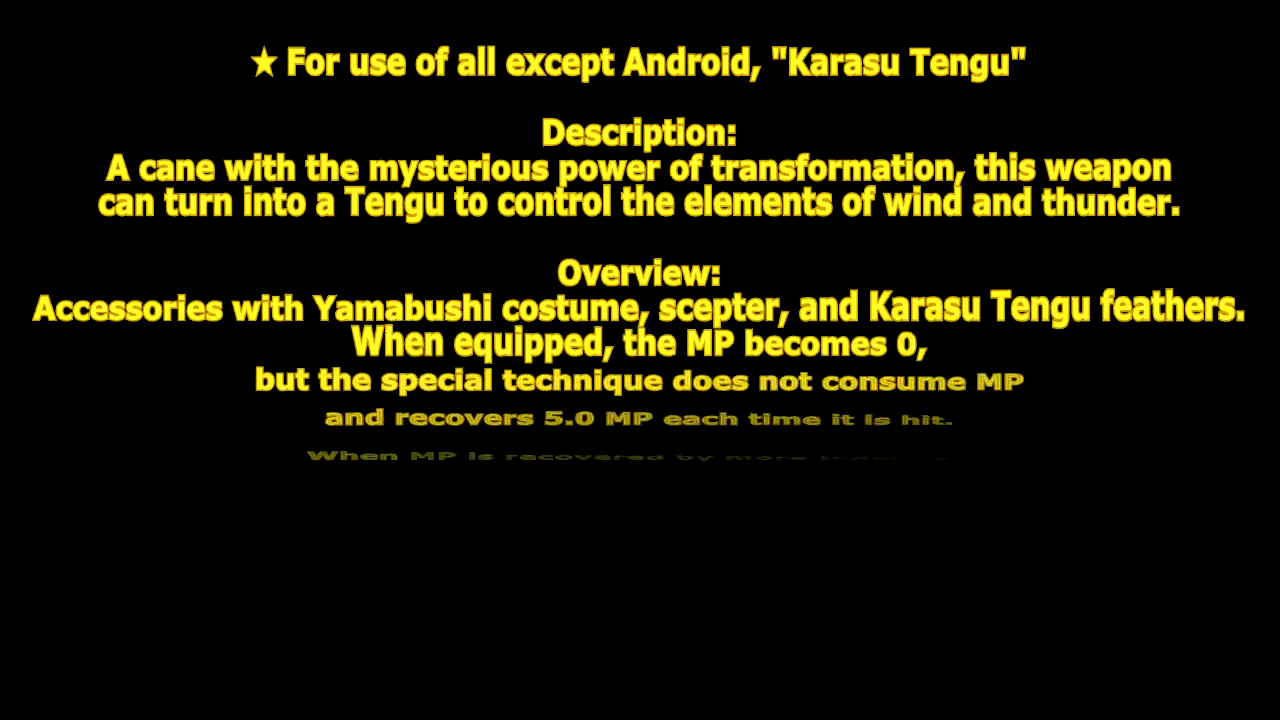 ★ For use of all except Android, "Karasu Tengu"
Description:
A cane with the mysterious power of transformation, this weapon
can turn into a Tengu to control the elements of wind and thunder.
Overview:
Accessories with Yamabushi costume, scepter, and Karasu Tengu feathers.
When equipped, the MP becomes 0,
but the special technique does not consume MP
and recovers 5.0 MP each time it is hit.
When MP is recovered by more